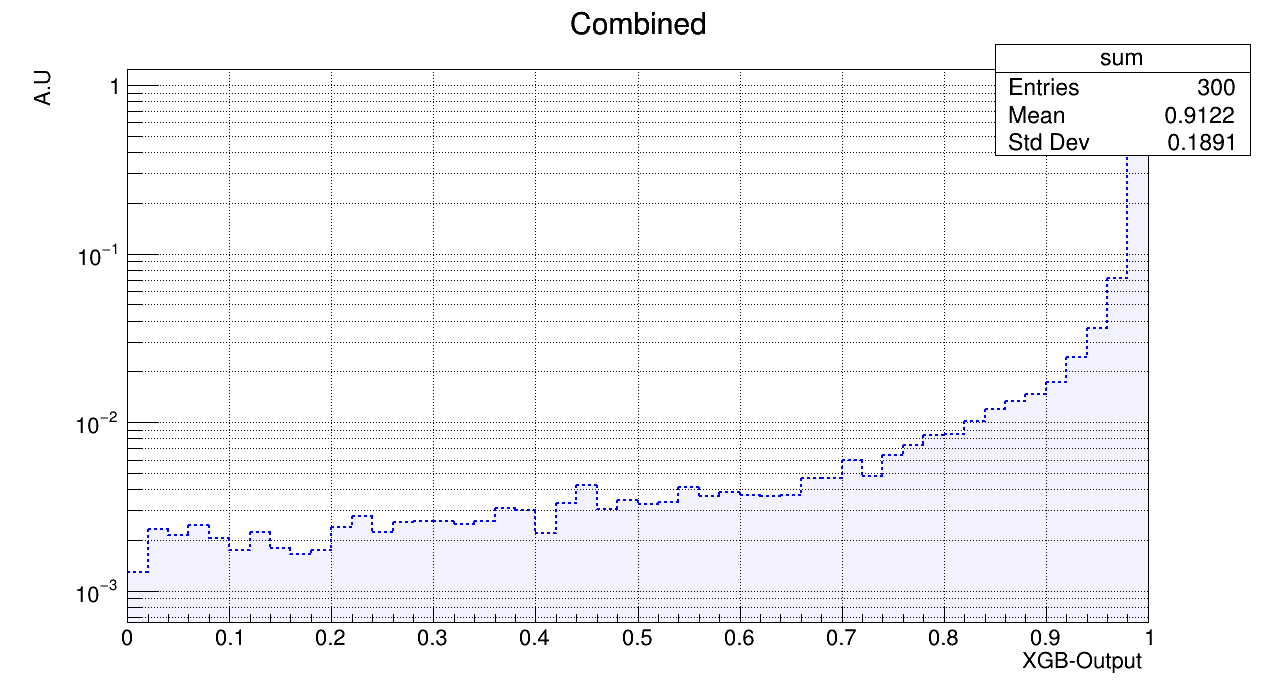 Combined
A.U
sum
Entries 300
Mean 0.9122
Std Dev 0.1891
1
10⁻¹
10⁻²
10⁻³
0 0.1 0.2 0.3 0.4 0.5 0.6 0.7 0.8 0.9 1
XGB-Output